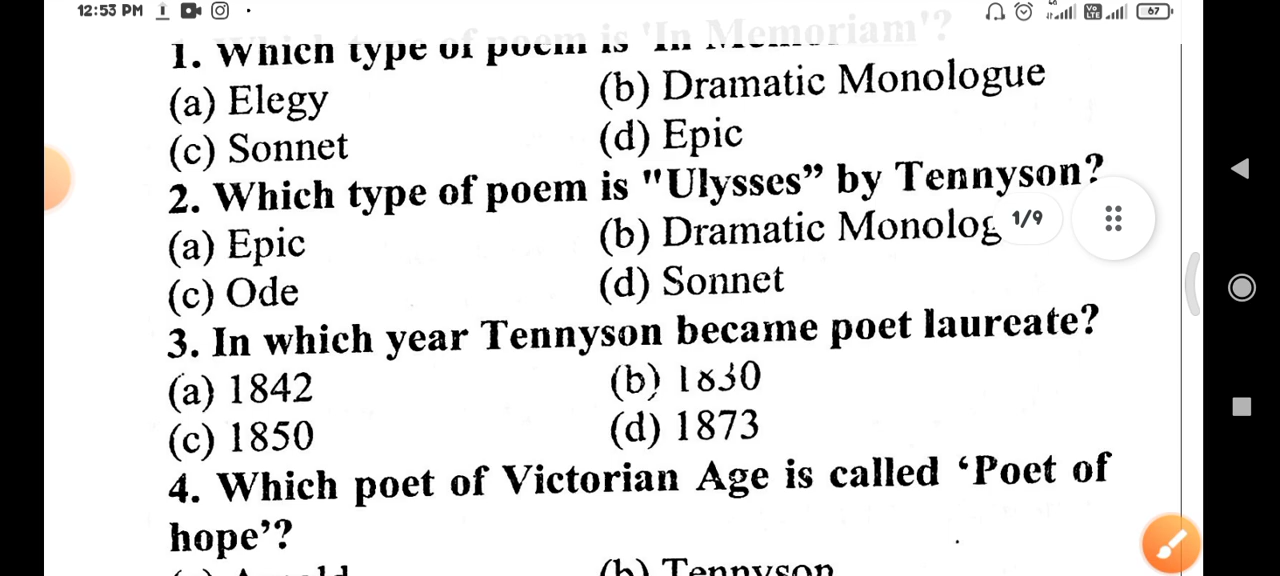 12:53 PM
67
1. Which type of poem is 'In Memoriam'?
(a) Elegy
(b) Dramatic Monologue
(c) Sonnet
(d) Epic
2. Which type of poem is "Ulysses” by Tennyson?
(a) Epic
(b) Dramatic Monolog
1/9
(c) Ode
(d) Sonnet
3. In which year Tennyson became poet laureate?
(a) 1842
(b) 1830
(c) 1850
(d) 1873
4. Which poet of Victorian Age is called ‘Poet of
hope’?
(b) Tennyson